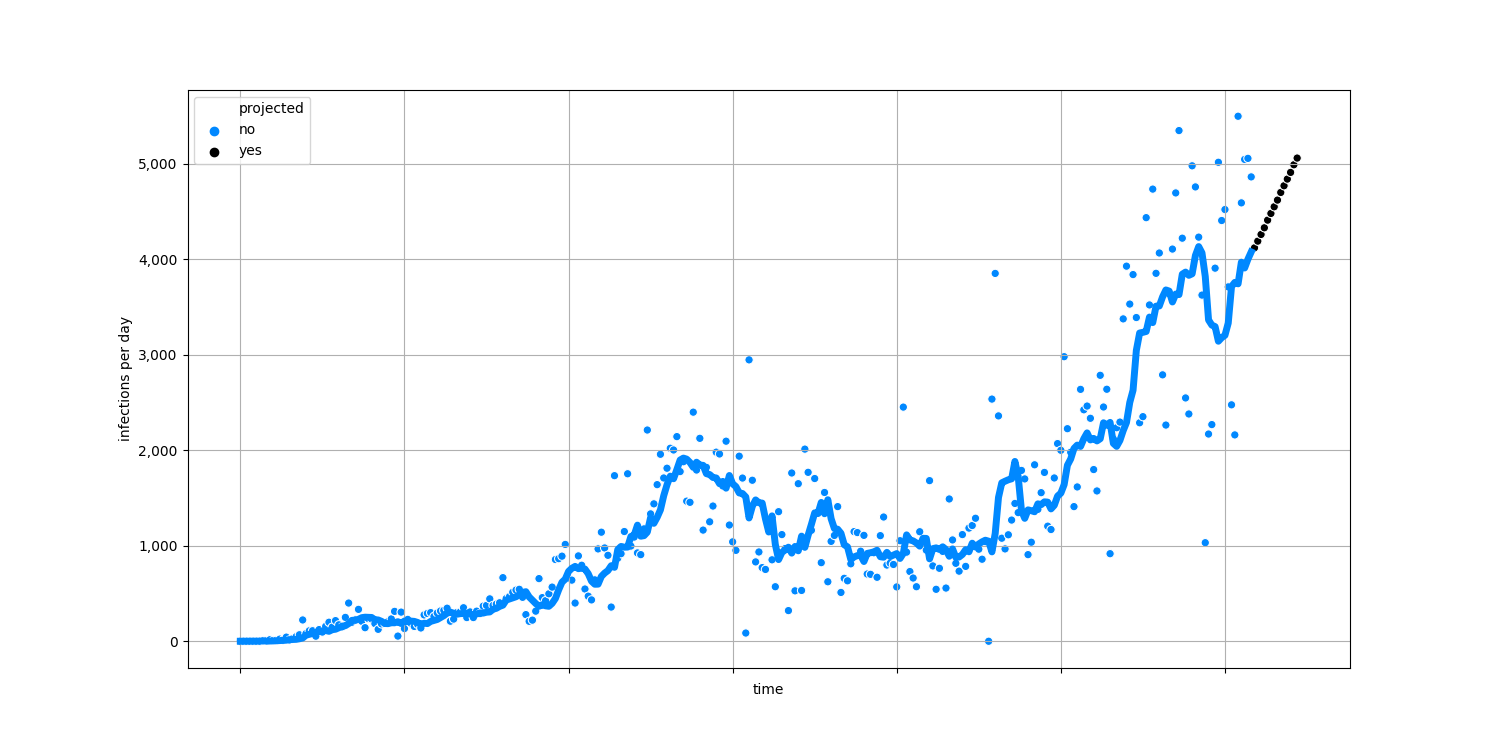 projected
no
yes
5,000
4,000
3,000
2,000
1,000
0
infections per day
time